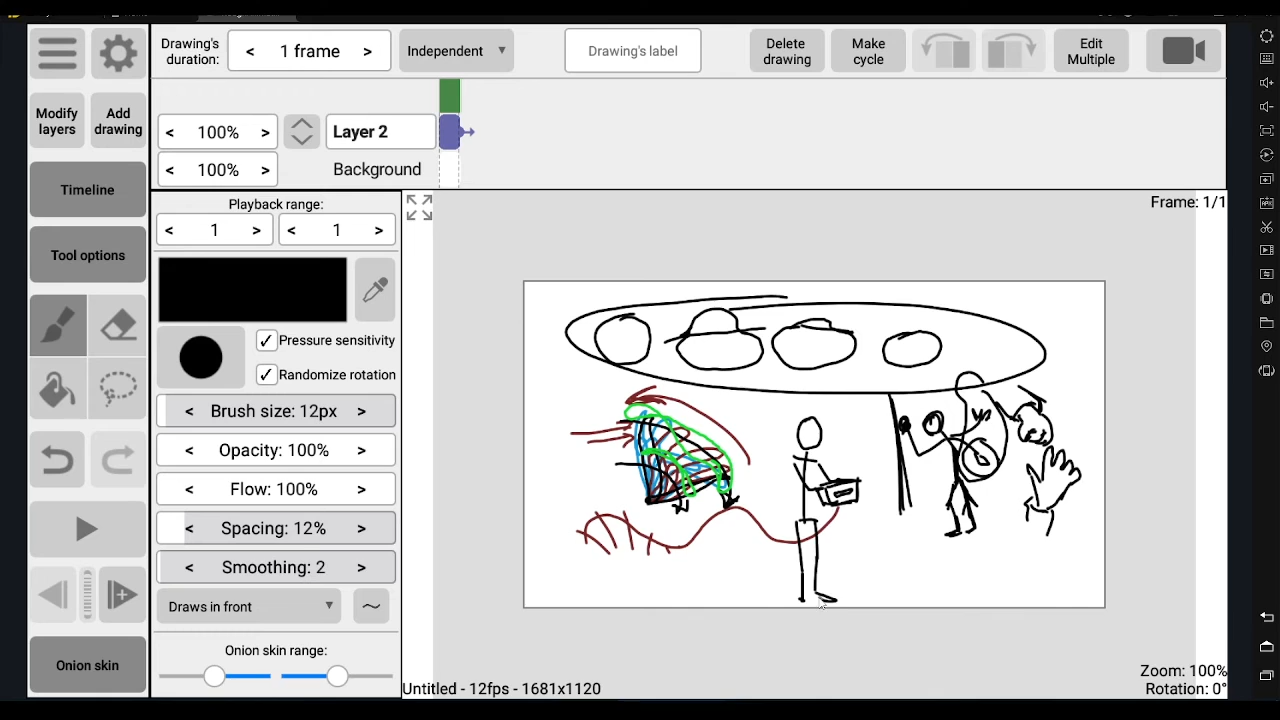 Drawing's duration:
< 1 frame >
Independent ▼
Drawing's label
Delete drawing
Make cycle
Edit Multiple
Modify layers
Add drawing
< 100% >
Layer 2
< 100% >
Background
Timeline
Playback range:
< 1 >
< 1 >
Frame: 1/1
Tool options
Pressure sensitivity
Randomize rotation
< Brush size: 12px >
< Opacity: 100% >
< Flow: 100% >
< Spacing: 12% >
< Smoothing: 2 >
Draws in front ▼
Onion skin
Onion skin range:
Zoom: 100%
Untitled - 12fps - 1681x1120
Rotation: 0°